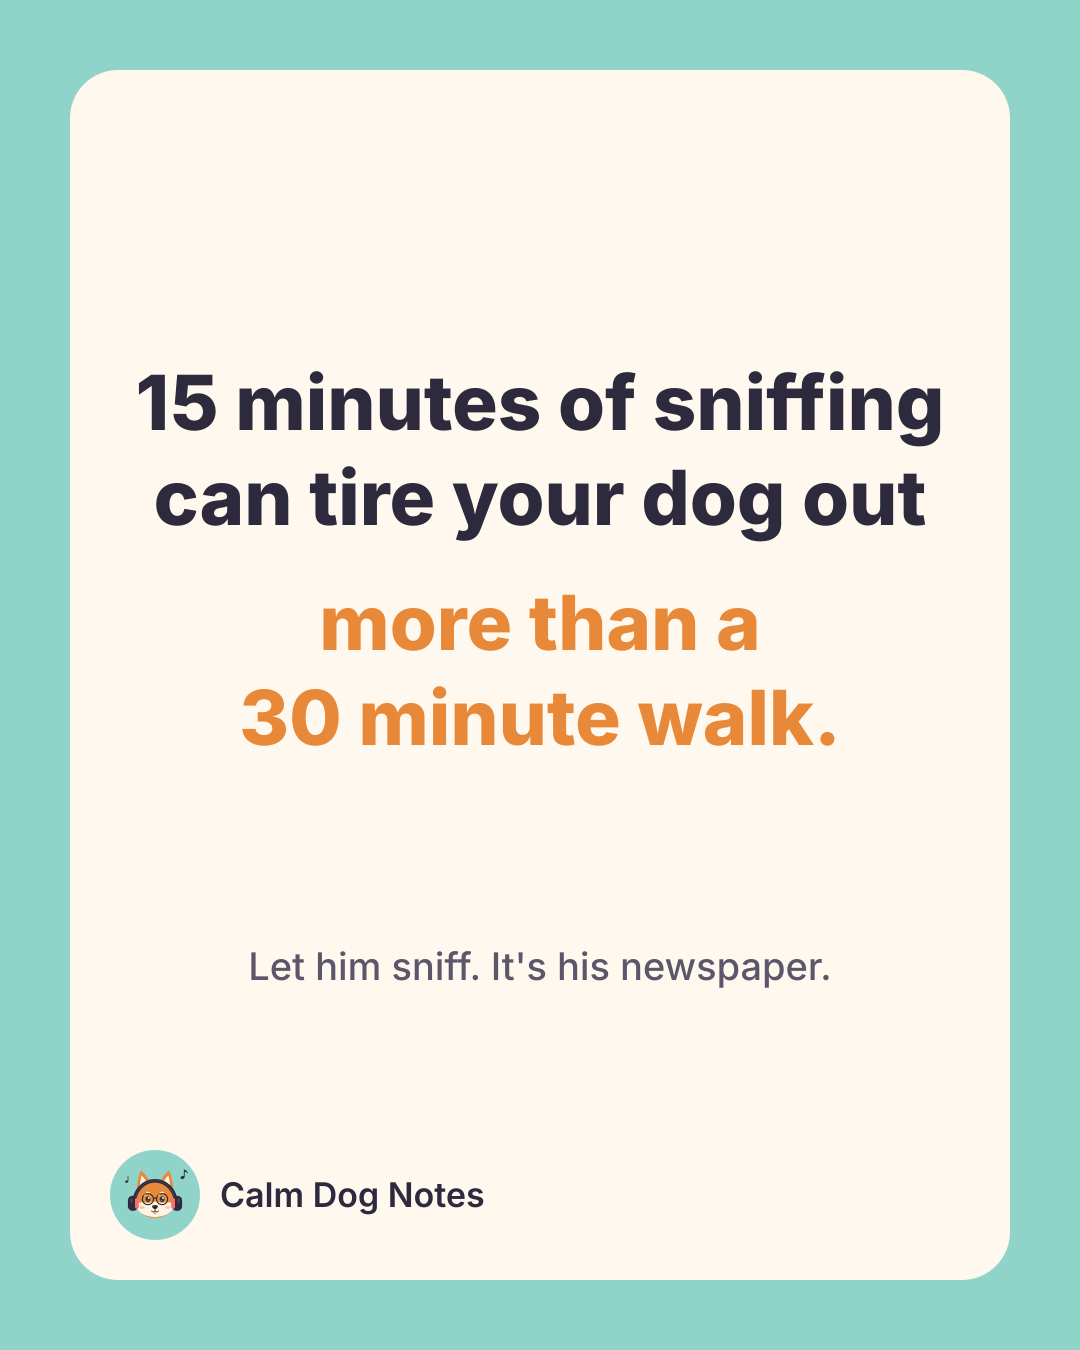 15 minutes of sniffing
can tire your dog out
more than a
30 minute walk.
Let him sniff. It's his newspaper.
Calm Dog Notes